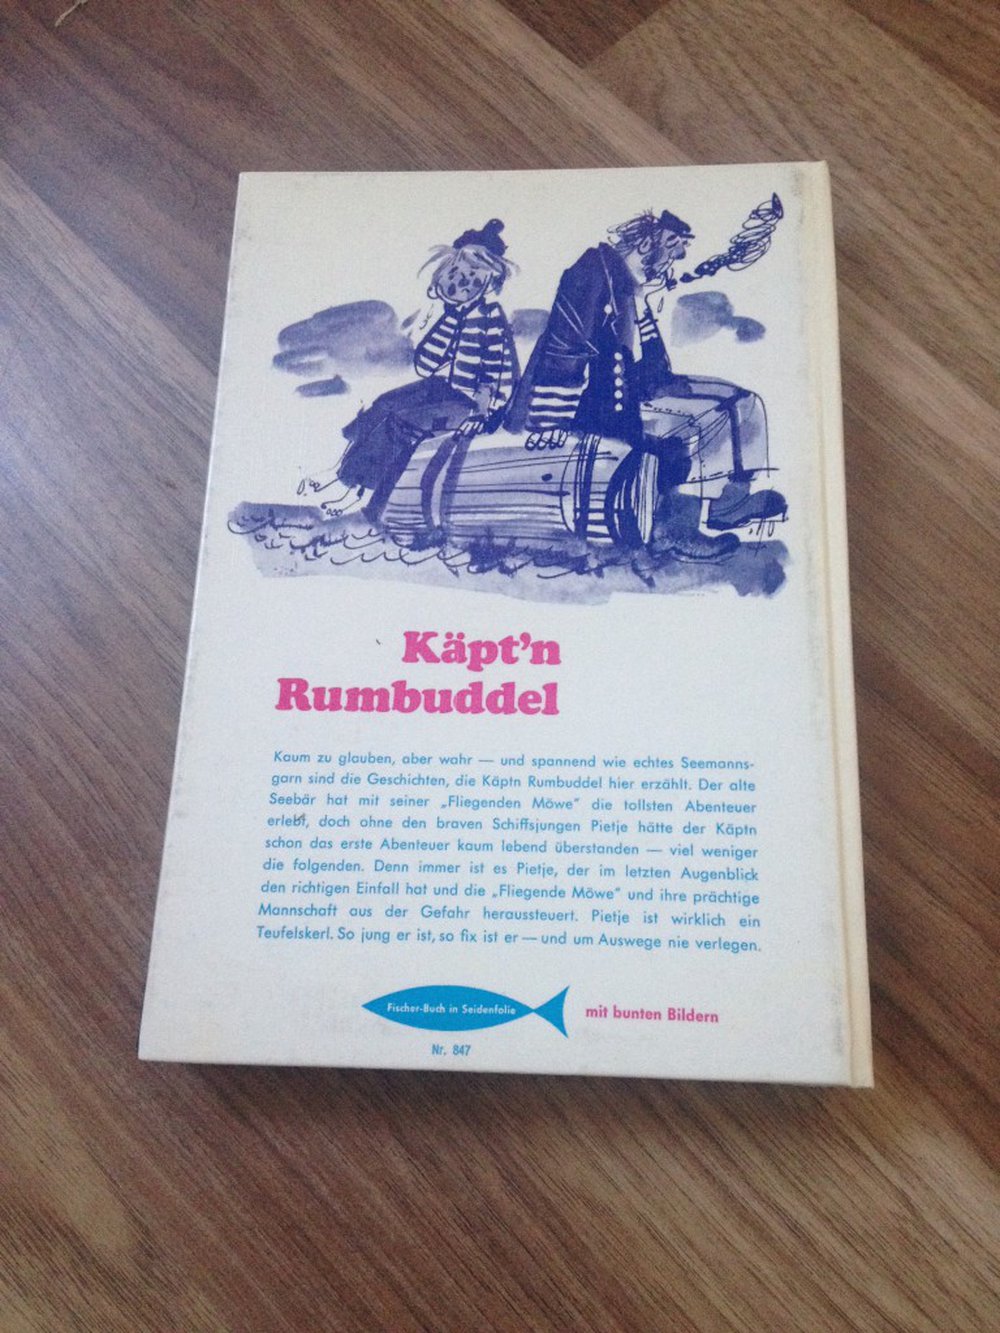 Käpt’n
Rumbuddel
Kaum zu glauben, aber wahr — und spannend wie echtes Seemanns-
garn sind die Geschichten, die Käptn Rumbuddel hier erzählt. Der alte
Seebär hat mit seiner „Fliegenden Möwe” die tollsten Abenteuer
erlebt, doch ohne den braven Schiffsjungen Pietje hätte der Käptn
schon das erste Abenteuer kaum lebend überstanden — viel weniger
die folgenden. Denn immer ist es Pietje, der im letzten Augenblick
den richtigen Einfall hat und die „Fliegende Möwe” und ihre prächtige
Mannschaft aus der Gefahr heraussteuert. Pietje ist wirklich ein
Teufelskerl. So jung er ist, so fix ist er — und um Auswege nie verlegen.
Fischer-Buch in Seidenfolie
mit bunten Bildern
Nr. 847